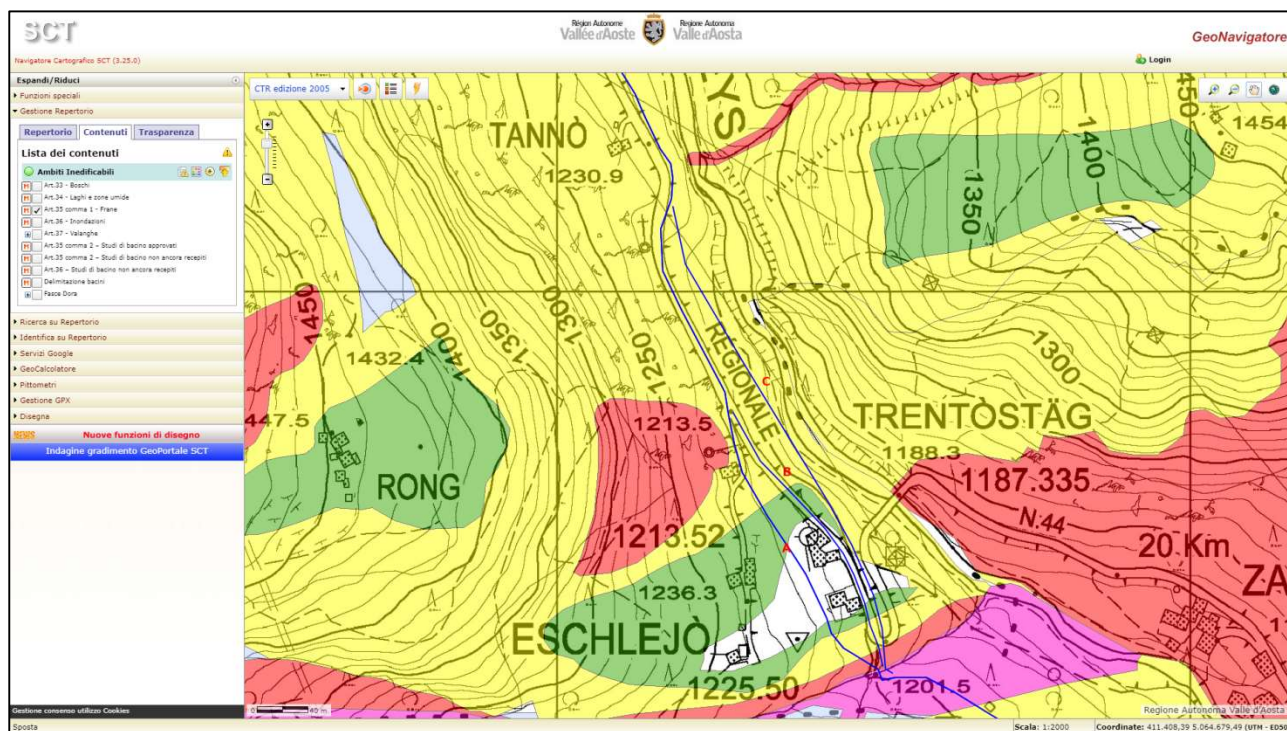 SCT
Région Autonome Vallée d'Aoste
Regione Autonoma Valle d'Aosta
GeoNavigatore
Navigatore Cartografico SCT (3.25.0)
Login
Espandi/Riduci
Funzioni speciali
Gestione Repertorio
Repertorio Contenuti Trasparenza
Lista dei contenuti
Ambiti Inedificabili
Art.33 - Boschi
Art.34 - Laghi e zone umide
Art.35 comma 1 - Frane
Art.36 - Inondazioni
Art.37 - Valanghe
Art.35 comma 2 – Studi di bacino approvati
Art.35 comma 2 – Studi di bacino non ancora recepiti
Art.36 – Studi di bacino non ancora recepiti
Delimitazione bacini
Fasce Dora
Ricerca su Repertorio
Identifica su Repertorio
Servizi Google
GeoCalcolatore
Pittometri
Gestione GPX
Disegna
NEWS Nuove funzioni di disegno
Indagine gradimento GeoPortale SCT
Gestione consenso utilizzo Cookies
Sposta
CTR edizione 2005
TANNÒ
1230.9
LYS
1450
1454
1400
1350
1450
1432.4
1400
1350
1300
1250
REGIONALE
C
1300
447.5
1213.5
TRENTÒSTÄG
1188.3
RONG
B
1187.335
N.44
1213.52
A
20 Km
ZA
1236.3
ESCHLEJÒ
1225.50
1201.5
0 40 m
Regione Autonoma Valle d'Aosta
Scala: 1:2000
Coordinate: 411.408,39 5.064.679,49 (UTM - ED50